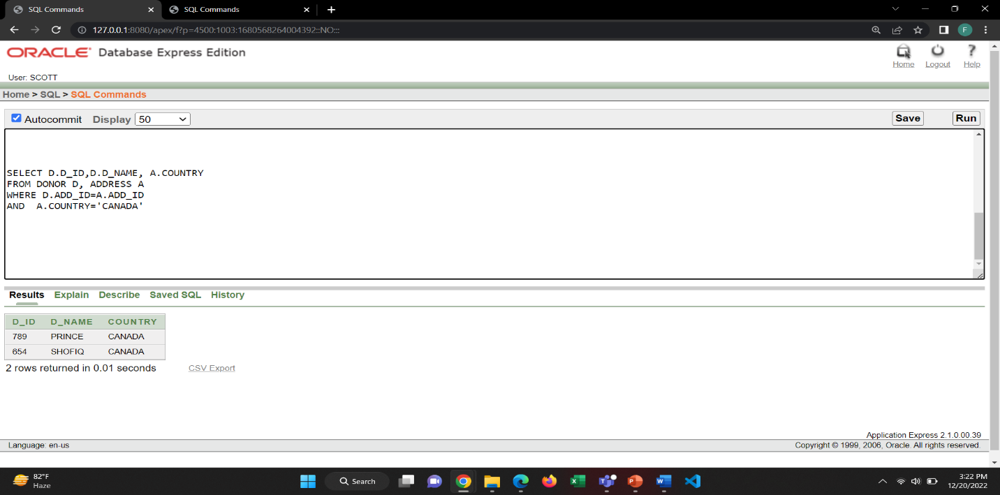 SQL Commands
SQL Commands
127.0.0.1:8080/apex/f?p=4500:1003:1680568264004392::NO:::
F
ORACLE® Database Express Edition
Home
Logout
Help
User: SCOTT
Home > SQL > SQL Commands
Autocommit Display 50
Save
Run
SELECT D.D_ID,D.D_NAME, A.COUNTRY
FROM DONOR D, ADDRESS A
WHERE D.ADD_ID=A.ADD_ID
AND  A.COUNTRY='CANADA'
Results Explain Describe Saved SQL History
D_ID D_NAME COUNTRY
789 PRINCE CANADA
654 SHOFIQ CANADA
2 rows returned in 0.01 seconds
CSV Export
Application Express 2.1.0.00.39
Language: en-us
Copyright © 1999, 2006, Oracle. All rights reserved.
82°F
Haze
Search
3:22 PM
12/20/2022